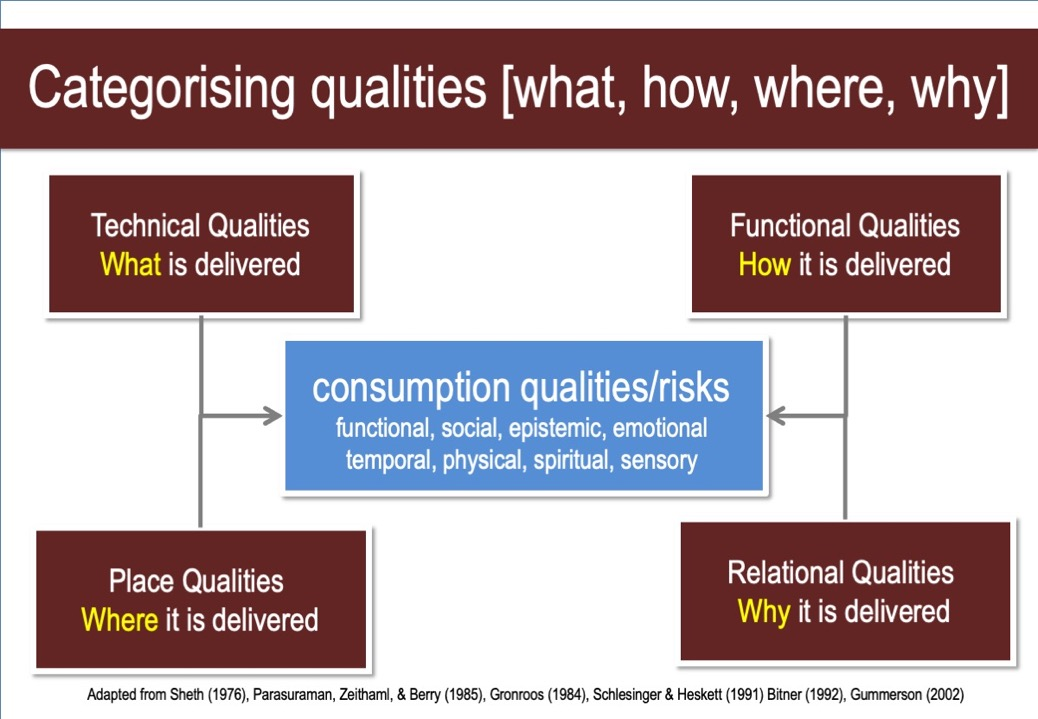 Categorising qualities [what, how, where, why]
Technical Qualities
What is delivered
Functional Qualities
How it is delivered
consumption qualities/risks
functional, social, epistemic, emotional
temporal, physical, spiritual, sensory
Place Qualities
Where it is delivered
Relational Qualities
Why it is delivered
Adapted from Sheth (1976), Parasuraman, Zeithaml, & Berry (1985), Gronroos (1984), Schlesinger & Heskett (1991) Bitner (1992), Gummerson (2002)